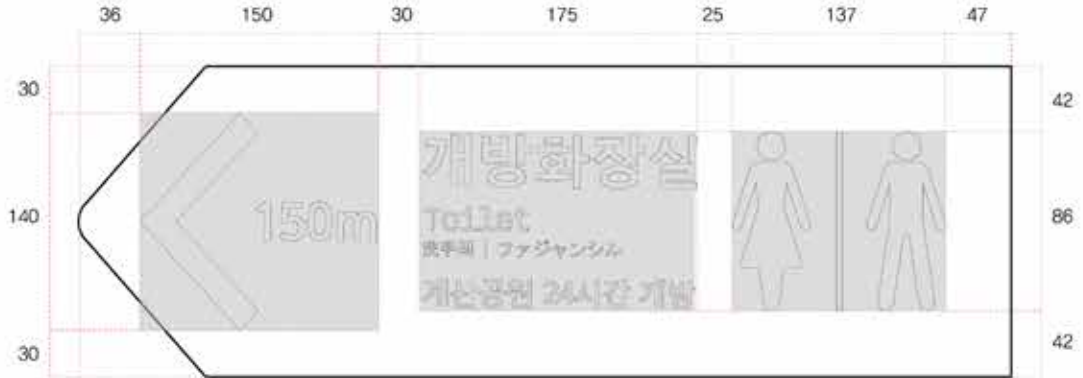 36 150 30 175 25 137 47
30 42
개방화장실
Toilet
150m
140 86
洗手间 | ファジャンシル
계산공원 24시간 개방
30 42